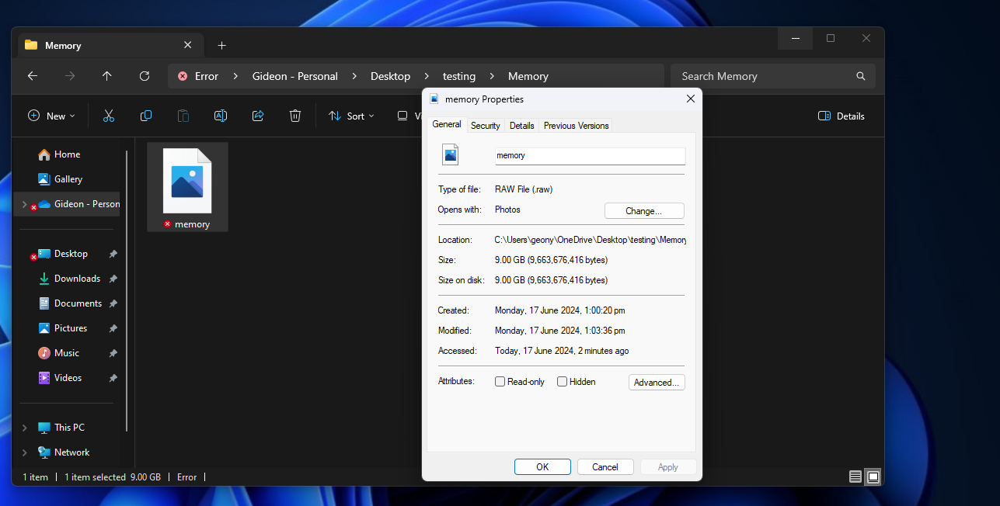 Memory
Error > Gideon - Personal > Desktop > testing > Memory
Search Memory
New
Sort
Vi
Details
Home
Gallery
Gideon - Person
Desktop
Downloads
Documents
Pictures
Music
Videos
This PC
Network
memory
1 item
1 item selected 9.00 GB
Error
memory Properties
General Security Details Previous Versions
memory
Type of file: RAW File (.raw)
Opens with: Photos
Change...
Location: C:\Users\geony\OneDrive\Desktop\testing\Memory
Size: 9.00 GB (9,663,676,416 bytes)
Size on disk: 9.00 GB (9,663,676,416 bytes)
Created: Monday, 17 June 2024, 1:00:20 pm
Modified: Monday, 17 June 2024, 1:03:36 pm
Accessed: Today, 17 June 2024, 2 minutes ago
Attributes: Read-only Hidden
Advanced...
OK Cancel Apply